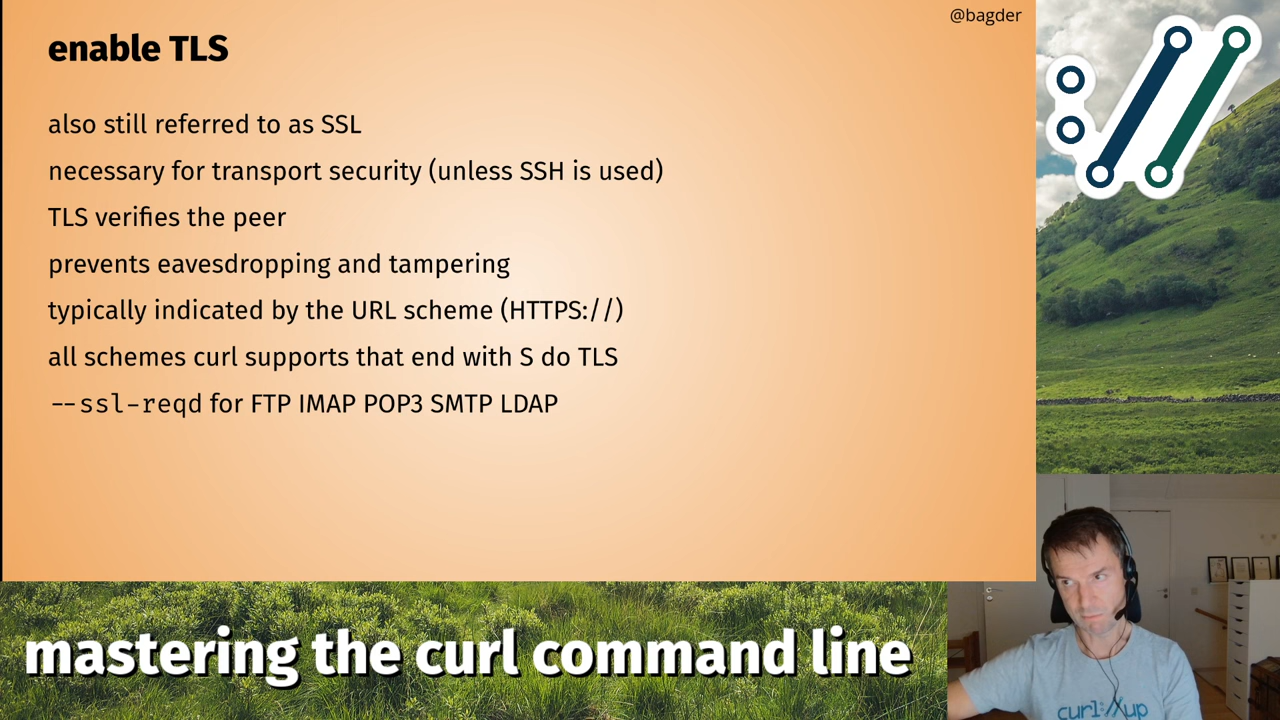 @bagder
enable TLS
also still referred to as SSL
necessary for transport security (unless SSH is used)
TLS verifies the peer
prevents eavesdropping and tampering
typically indicated by the URL scheme (HTTPS://)
all schemes curl supports that end with S do TLS
--ssl-reqd for FTP IMAP POP3 SMTP LDAP
mastering the curl command line
curl://up